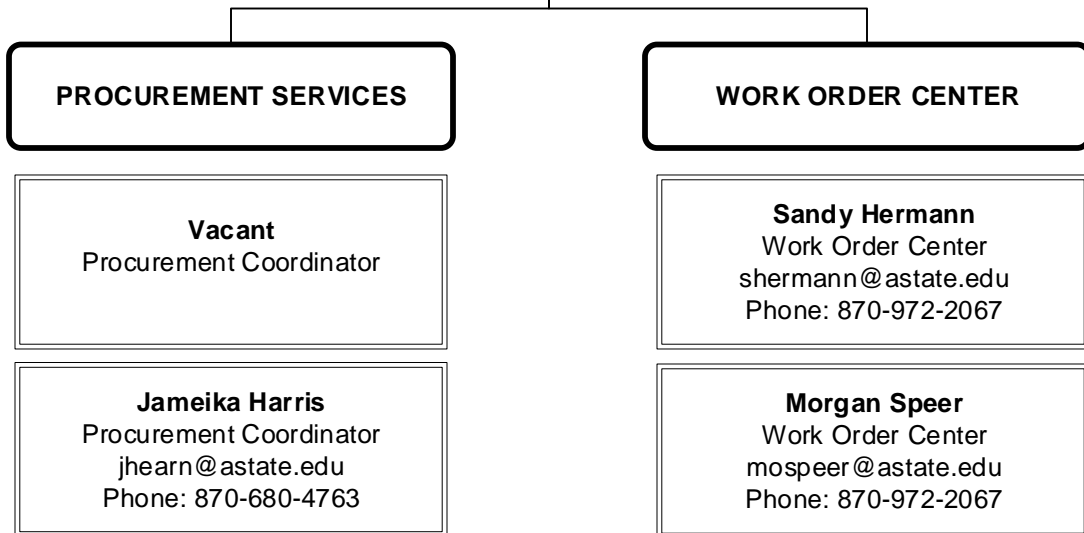 PROCUREMENT SERVICES
Vacant
Procurement Coordinator
Jameika Harris
Procurement Coordinator
jhearn@astate.edu
Phone: 870-680-4763
WORK ORDER CENTER
Sandy Hermann
Work Order Center
shermann@astate.edu
Phone: 870-972-2067
Morgan Speer
Work Order Center
mospeer@astate.edu
Phone: 870-972-2067